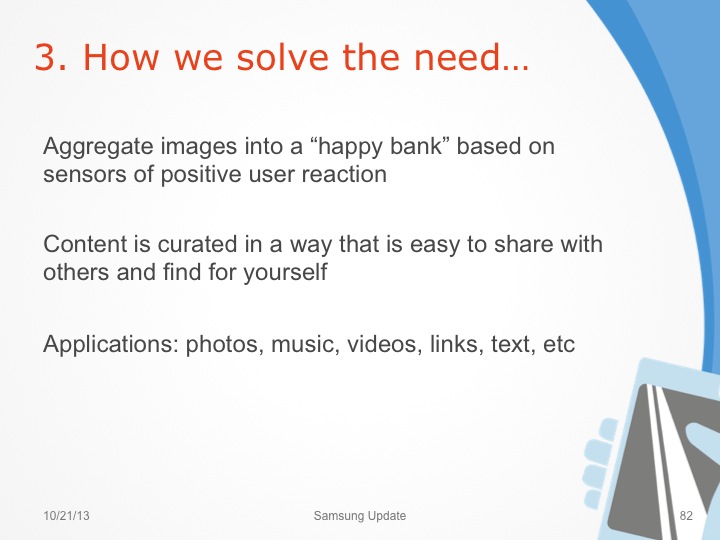 3. How we solve the need…
Aggregate images into a “happy bank” based on
sensors of positive user reaction
Content is curated in a way that is easy to share with
others and find for yourself
Applications: photos, music, videos, links, text, etc
10/21/13
Samsung Update
82